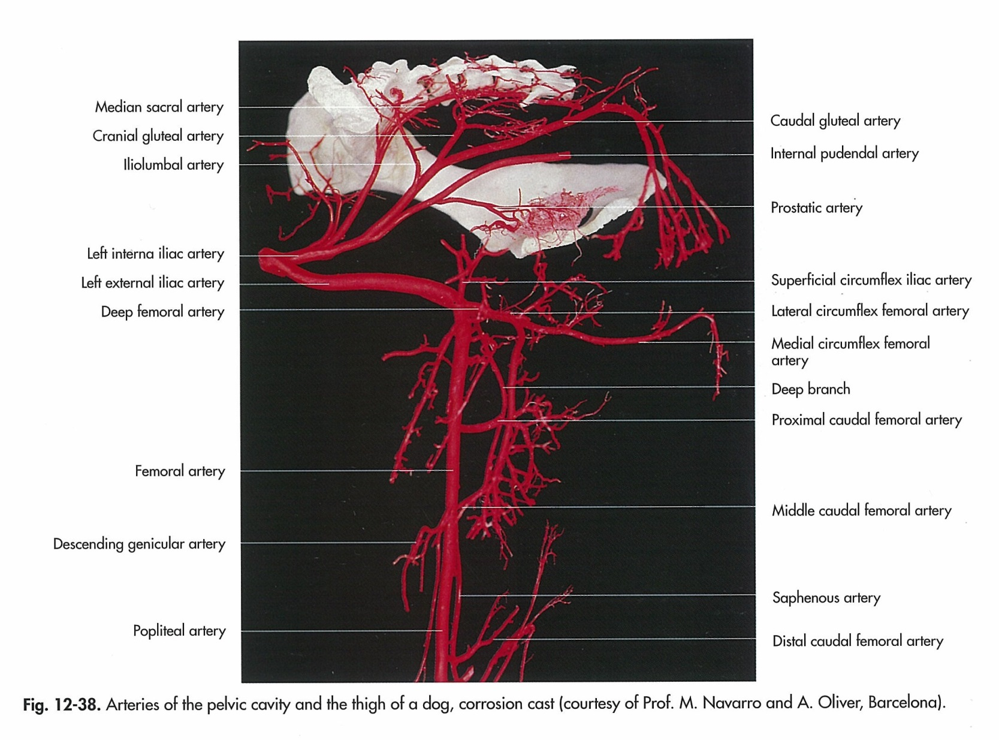 Median sacral artery
Cranial gluteal artery
Iliolumbal artery
Left interna iliac artery
Left external iliac artery
Deep femoral artery
Femoral artery
Descending genicular artery
Popliteal artery
Caudal gluteal artery
Internal pudendal artery
Prostatic artery
Superficial circumflex iliac artery
Lateral circumflex femoral artery
Medial circumflex femoral
artery
Deep branch
Proximal caudal femoral artery
Middle caudal femoral artery
Saphenous artery
Distal caudal femoral artery
Fig. 12-38. Arteries of the pelvic cavity and the thigh of a dog, corrosion cast (courtesy of Prof. M. Navarro and A. Oliver, Barcelona).